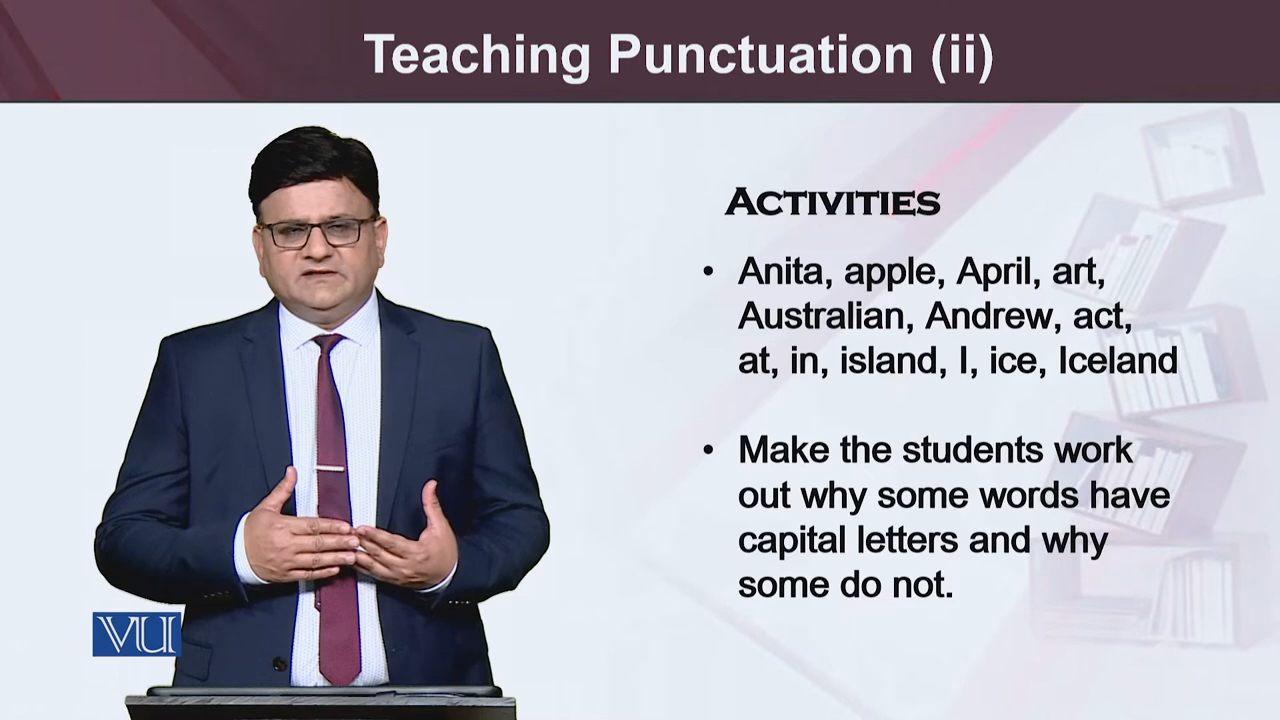 Teaching Punctuation (ii)
ACTIVITIES
• Anita, apple, April, art,
Australian, Andrew, act,
at, in, island, I, ice, Iceland
• Make the students work
out why some words have
capital letters and why
some do not.
VU